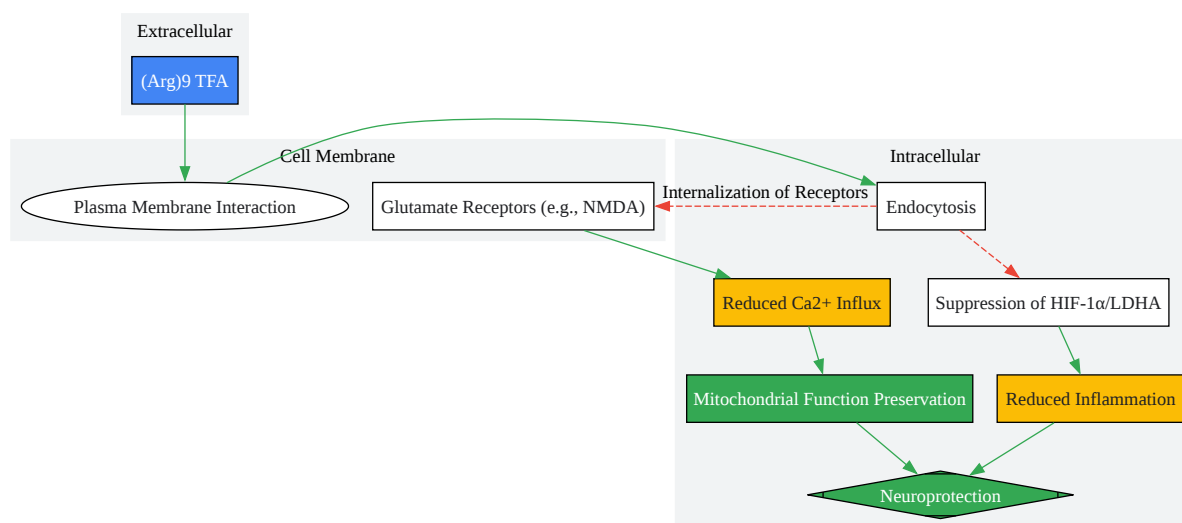 Extracellular
(Arg)9 TFA
Cell Membrane
Intracellular
Plasma Membrane Interaction
Glutamate Receptors (e.g., NMDA)
Internalization of Receptors
Endocytosis
Reduced Ca2+ Influx
Suppression of HIF-1α/LDHA
Mitochondrial Function Preservation
Reduced Inflammation
Neuroprotection